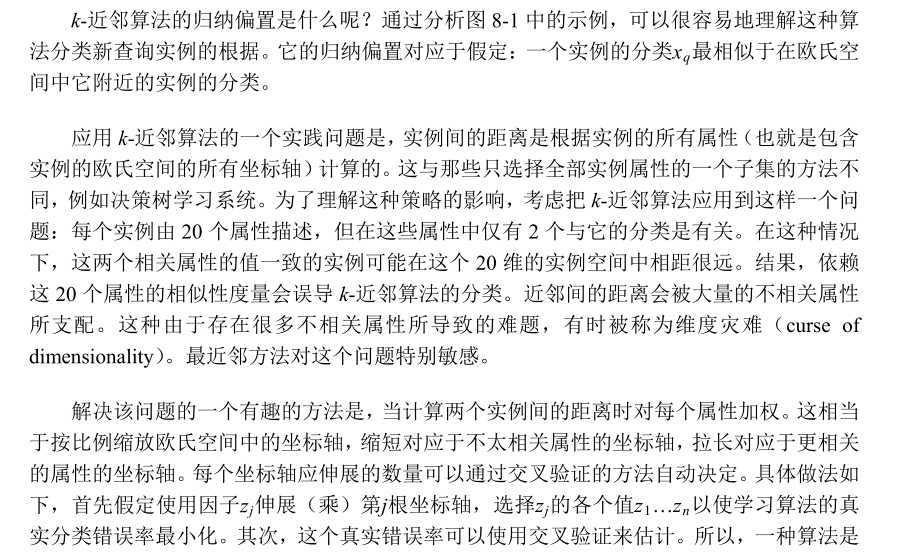 k-近邻算法的归纳偏置是什么呢？通过分析图 8-1 中的示例，可以很容易地理解这种算
法分类新查询实例的根据。它的归纳偏置对应于假定：一个实例的分类xq最相似于在欧氏空
间中它附近的实例的分类。
应用 k-近邻算法的一个实践问题是，实例间的距离是根据实例的所有属性（也就是包含
实例的欧氏空间的所有坐标轴）计算的。这与那些只选择全部实例属性的一个子集的方法不
同，例如决策树学习系统。为了理解这种策略的影响，考虑把 k-近邻算法应用到这样一个问
题：每个实例由 20 个属性描述，但在这些属性中仅有 2 个与它的分类是有关。在这种情况
下，这两个相关属性的值一致的实例可能在这个 20 维的实例空间中相距很远。结果，依赖
这 20 个属性的相似性度量会误导 k-近邻算法的分类。近邻间的距离会被大量的不相关属性
所支配。这种由于存在很多不相关属性所导致的难题，有时被称为维度灾难（curse of
dimensionality）。最近邻方法对这个问题特别敏感。
解决该问题的一个有趣的方法是，当计算两个实例间的距离时对每个属性加权。这相当
于按比例缩放欧氏空间中的坐标轴，缩短对应于不太相关属性的坐标轴，拉长对应于更相关
的属性的坐标轴。每个坐标轴应伸展的数量可以通过交叉验证的方法自动决定。具体做法如
下，首先假定使用因子zj伸展（乘）第j根坐标轴，选择zj的各个值z1…zn以使学习算法的真
实分类错误率最小化。其次，这个真实错误率可以使用交叉验证来估计。所以，一种算法是